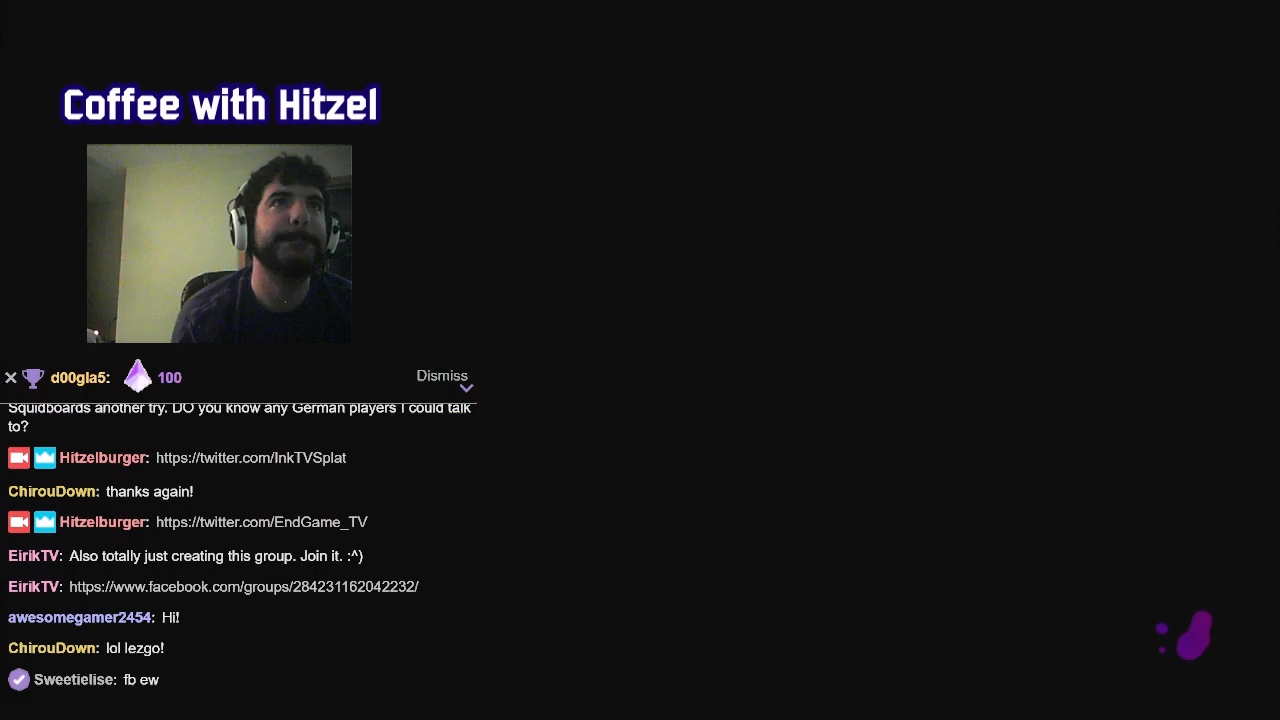 Coffee with Hitzel
d00gla5: 100 Dismiss
Squidboards another try. DO you know any German players I could talk
to?
Hitzelburger: https://twitter.com/InkTVSplat
ChirouDown: thanks again!
Hitzelburger: https://twitter.com/EndGame_TV
EirikTV: Also totally just creating this group. Join it. :^)
EirikTV: https://www.facebook.com/groups/284231162042232/
awesomegamer2454: Hi!
ChirouDown: lol lezgo!
Sweetielise: fb ew